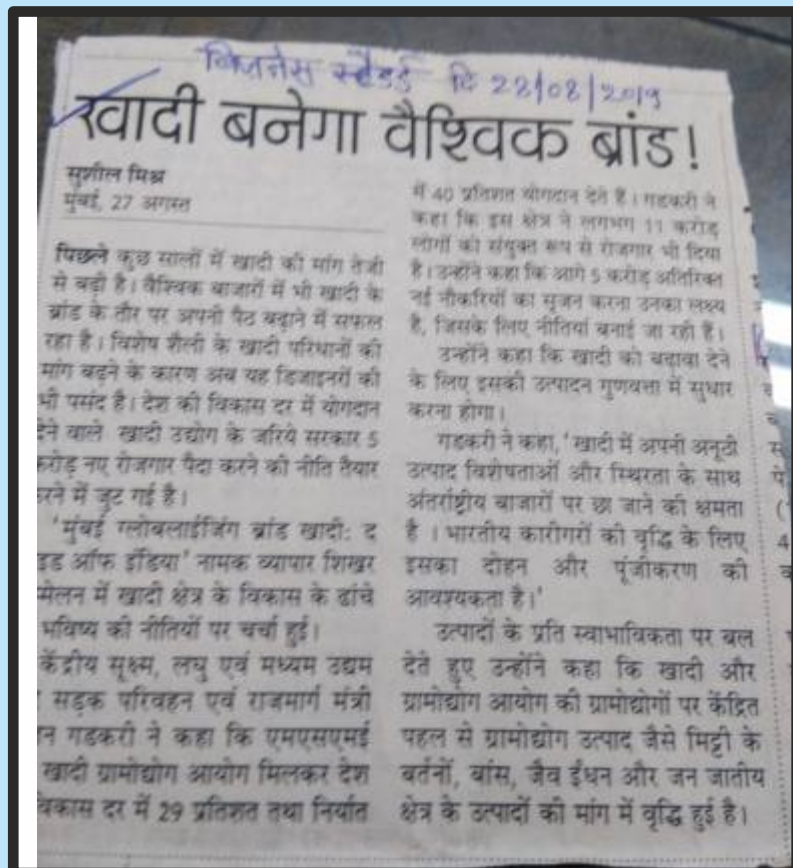 बिजनेस स्टैंडर्ड दि 28/08/2019
खादी बनेगा वैश्विक ब्रांड!
सुशील मिश्र
मुंबई, 27 अगस्त
पिछले कुछ सालों में खादी की मांग तेजी
से बढ़ी है। वैश्विक बाजारों में भी खादी के
ब्रांड के तौर पर अपनी पैठ बढ़ाने में सफल
रहा है। विशेष शैली के खादी परिधानों की
मांग बढ़ने के कारण अब यह डिजाइनरों की
भी पसंद है। देश की विकास दर में योगदान
देने वाले खादी उद्योग के जरिये सरकार 5
करोड़ नए रोजगार पैदा करने की नीति तैयार
करने में जुट गई है।
'मुंबई ग्लोबलाईजिंग ब्रांड खादी: द
इड ऑफ इंडिया' नामक व्यापार शिखर
मेलन में खादी क्षेत्र के विकास के ढांचे
भविष्य की नीतियों पर चर्चा हुई।
केंद्रीय सूक्ष्म, लघु एवं मध्यम उद्यम
सड़क परिवहन एवं राजमार्ग मंत्री
न गडकरी ने कहा कि एमएसएमई
खादी ग्रामोद्योग आयोग मिलकर देश
विकास दर में 29 प्रतिशत तथा निर्यात
में 40 प्रतिशत योगदान देते हैं। गडकरी ने
कहा कि इस क्षेत्र ने लगभग 11 करोड़
लोगों को संयुक्त रूप से रोजगार भी दिया
है। उन्होंने कहा कि आगे 5 करोड़ अतिरिक्त
नई नौकरियों का सृजन करना उनका लक्ष्य
है, जिसके लिए नीतियां बनाई जा रही हैं।
उन्होंने कहा कि खादी को बढ़ावा देने
के लिए इसकी उत्पादन गुणवत्ता में सुधार
करना होगा।
गडकरी ने कहा, 'खादी में अपनी अनूठी
उत्पाद विशेषताओं और स्थिरता के साथ
अंतर्राष्ट्रीय बाजारों पर छा जाने की क्षमता
है । भारतीय कारीगरों की वृद्धि के लिए
इसका दोहन और पूंजीकरण की
आवश्यकता है।'
उत्पादों के प्रति स्वाभाविकता पर बल
देते हुए उन्होंने कहा कि खादी और
ग्रामोद्योग आयोग की ग्रामोद्योगों पर केंद्रित
पहल से ग्रामोद्योग उत्पाद जैसे मिट्टी के
बर्तनों, बांस, जैव ईंधन और जन जातीय
क्षेत्र के उत्पादों की मांग में वृद्धि हुई है।